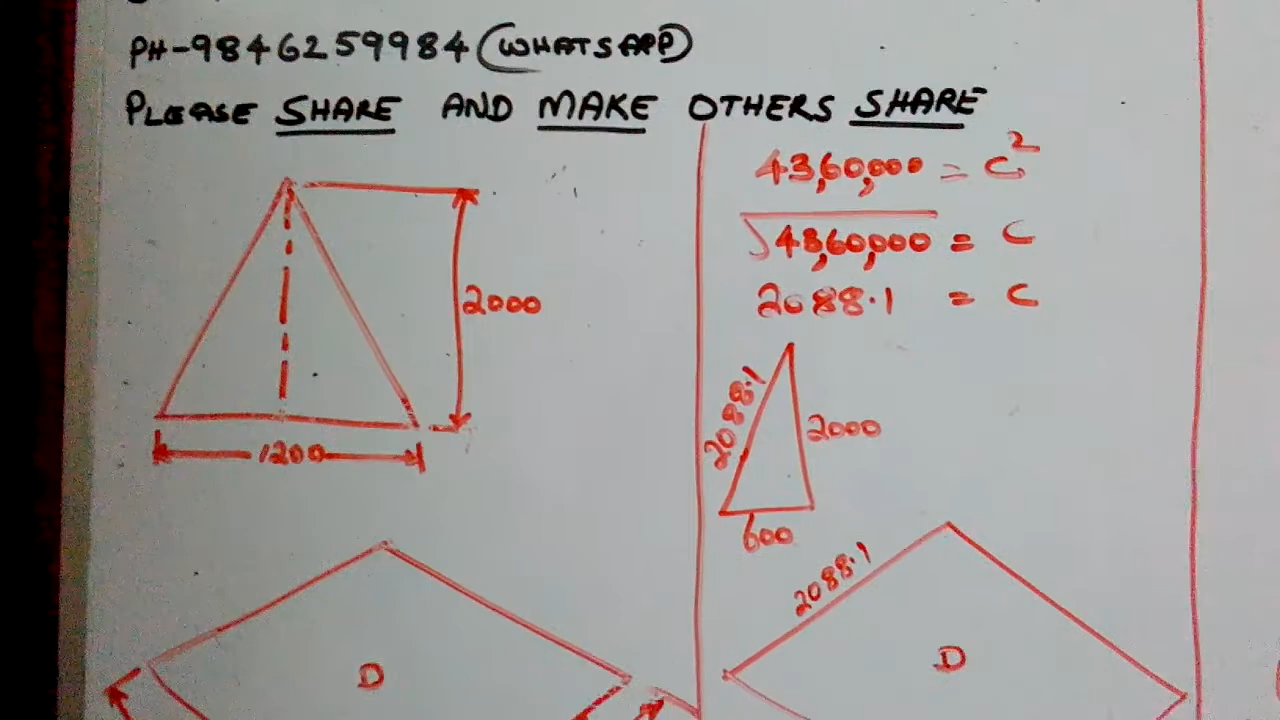 PH-9846259984 (WHATSAPP)
PLEASE SHARE AND MAKE OTHERS SHARE
2000
1200
D
43,60,000 = C²
√43,60,000 = C
2088.1 = C
2088.1
2000
600
2088.1
D